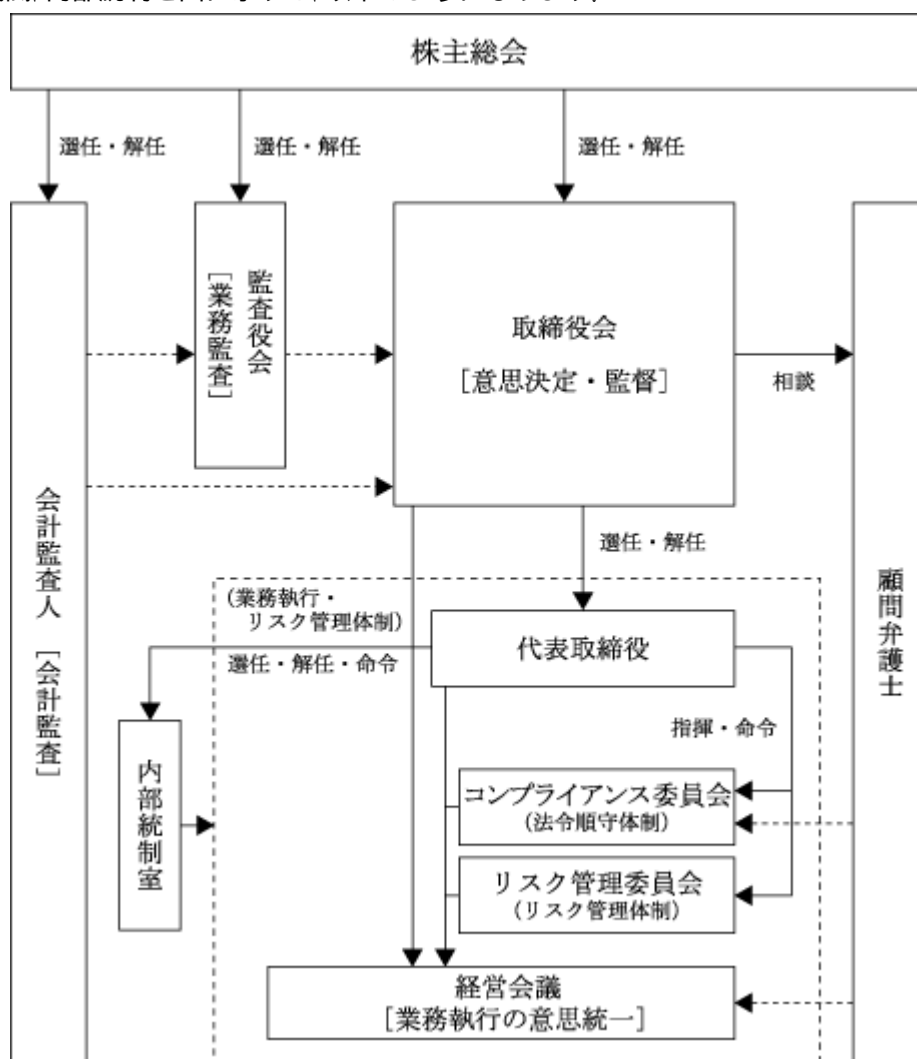 株主総会
選任・解任
選任・解任
選任・解任
監査役会
[業務監査]
取締役会
[意思決定・監督]
相談
会計監査人 [会計監査]
顧問弁護士
選任・解任
(業務執行・
リスク管理体制)
代表取締役
選任・解任・命令
指揮・命令
内部統制室
コンプライアンス委員会
(法令順守体制)
リスク管理委員会
(リスク管理体制)
経営会議
[業務執行の意思統一]